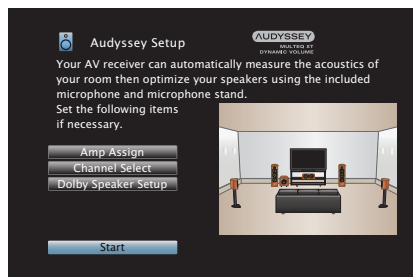 Audyssey Setup
AUDYSSEY
MULTEQ XT
DYNAMIC VOLUME
Your AV receiver can automatically measure the acoustics of
your room then optimize your speakers using the included
microphone and microphone stand.
Set the following items
if necessary.
Amp Assign
Channel Select
Dolby Speaker Setup
Start